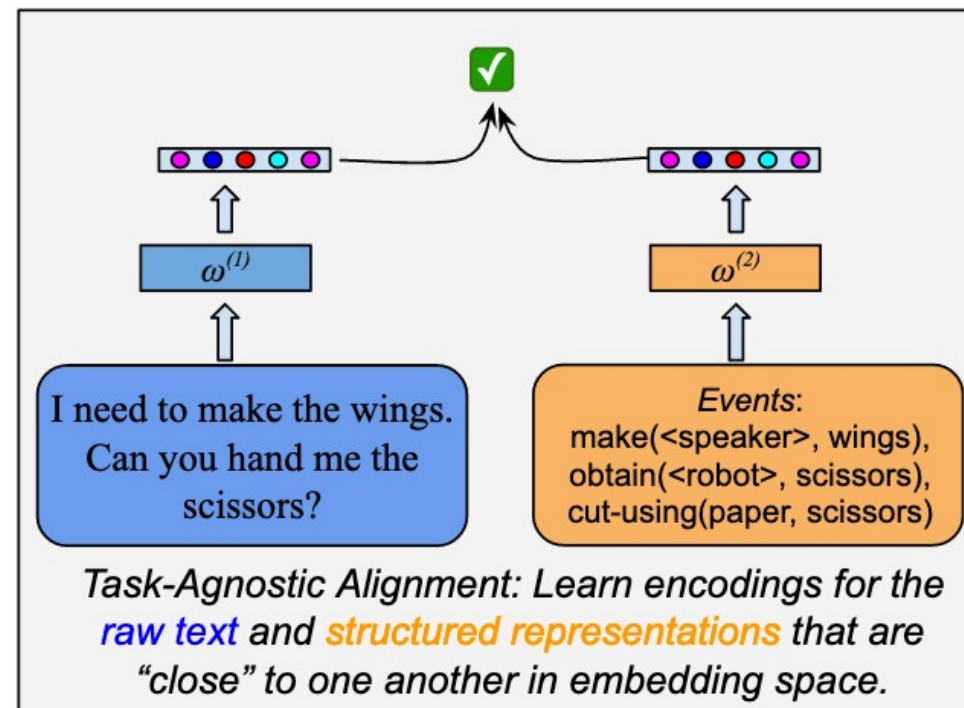 ω(1)
ω(2)
I need to make the wings.
Can you hand me the
scissors?
Events:
make(<speaker>, wings),
obtain(<robot>, scissors),
cut-using(paper, scissors)
Task-Agnostic Alignment: Learn encodings for the
raw text and structured representations that are
“close” to one another in embedding space.